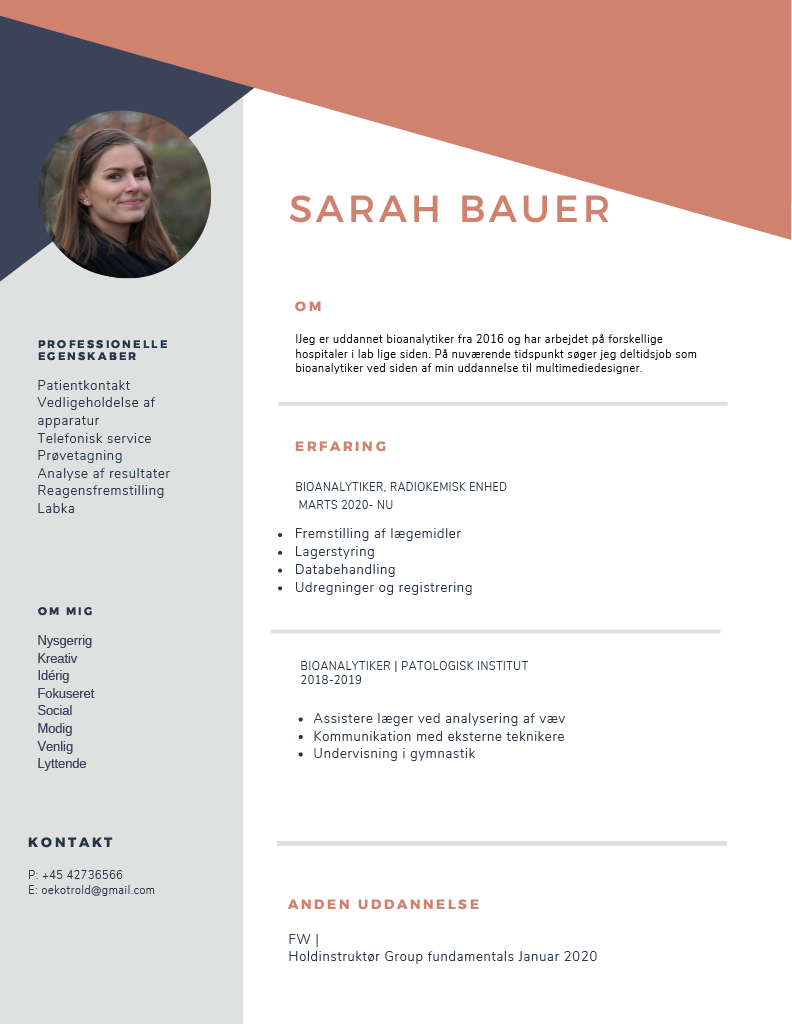 SARAH BAUER
PROFESSIONELLE
EGENSKABER
Patientkontakt
Vedligeholdelse af
apparatur
Telefonisk service
Prøvetagning
Analyse af resultater
Reagensfremstilling
Labka
OM MIG
Nysgerrig
Kreativ
Idérig
Fokuseret
Social
Modig
Venlig
Lyttende
KONTAKT
P: +45 42736566
E: oekotrold@gmail.com
OM
IJeg er uddannet bioanalytiker fra 2016 og har arbejdet på forskellige
hospitaler i lab lige siden. På nuværende tidspunkt søger jeg deltidsjob som
bioanalytiker ved siden af min uddannelse til multimediedesigner.
ERFARING
BIOANALYTIKER, RADIOKEMISK ENHED
MARTS 2020- NU
• Fremstilling af lægemidler
• Lagerstyring
• Databehandling
• Udregninger og registrering
BIOANALYTIKER | PATOLOGISK INSTITUT
2018-2019
• Assistere læger ved analysering af væv
• Kommunikation med eksterne teknikere
• Undervisning i gymnastik
ANDEN UDDANNELSE
FW |
Holdinstruktør Group fundamentals Januar 2020